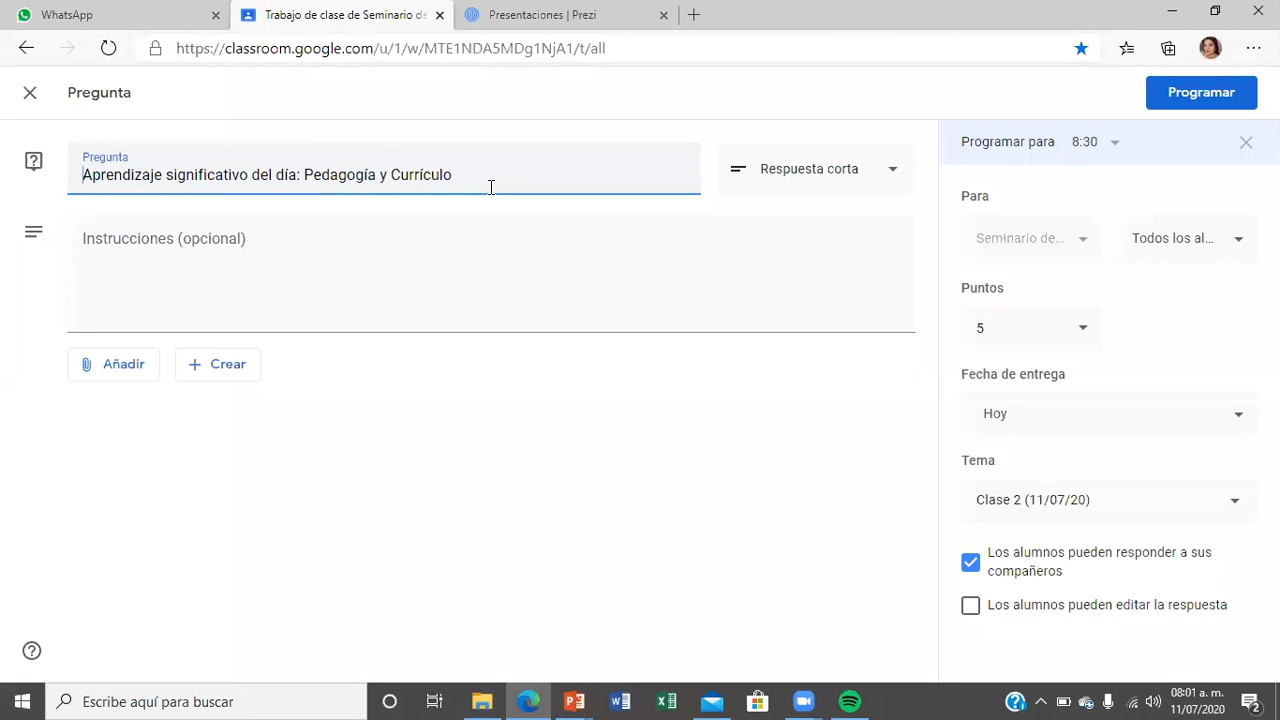 WhatsApp
Trabajo de clase de Seminario de
Presentaciones | Prezi
https://classroom.google.com/u/1/w/MTE1NDA5MDg1NjA1/t/all
Pregunta
Programar
Pregunta
Aprendizaje significativo del día: Pedagogía y Currículo
Respuesta corta
Instrucciones (opcional)
Añadir
Crear
Programar para 8:30
Para
Seminario de...
Todos los al...
Puntos
5
Fecha de entrega
Hoy
Tema
Clase 2 (11/07/20)
Los alumnos pueden responder a sus
compañeros
Los alumnos pueden editar la respuesta
Escribe aquí para buscar
08:01 a. m.
11/07/2020
2